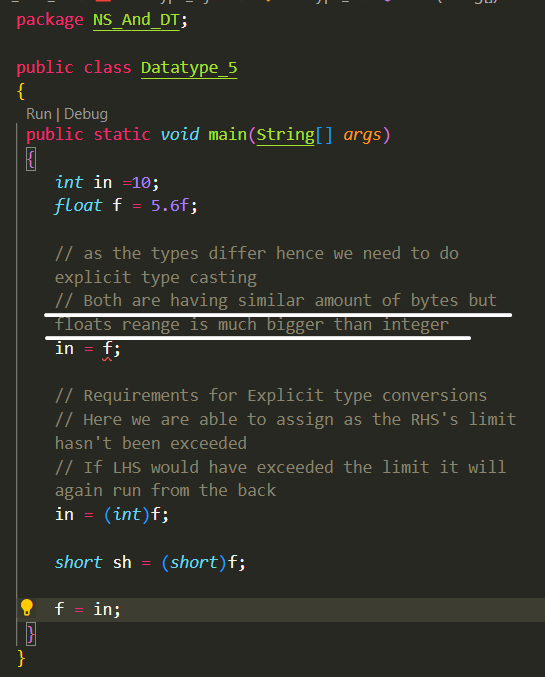 package NS_And_DT;
public class Datatype_5
{
Run | Debug
public static void main(String[] args)
{
int in =10;
float f = 5.6f;
// as the types differ hence we need to do
explicit type casting
// Both are having similar amount of bytes but
floats reange is much bigger than integer
in = f;
// Requirements for Explicit type conversions
// Here we are able to assign as the RHS's limit
hasn't been exceeded
// If LHS would have exceeded the limit it will
again run from the back
in = (int)f;
short sh = (short)f;
f = in;
}
}